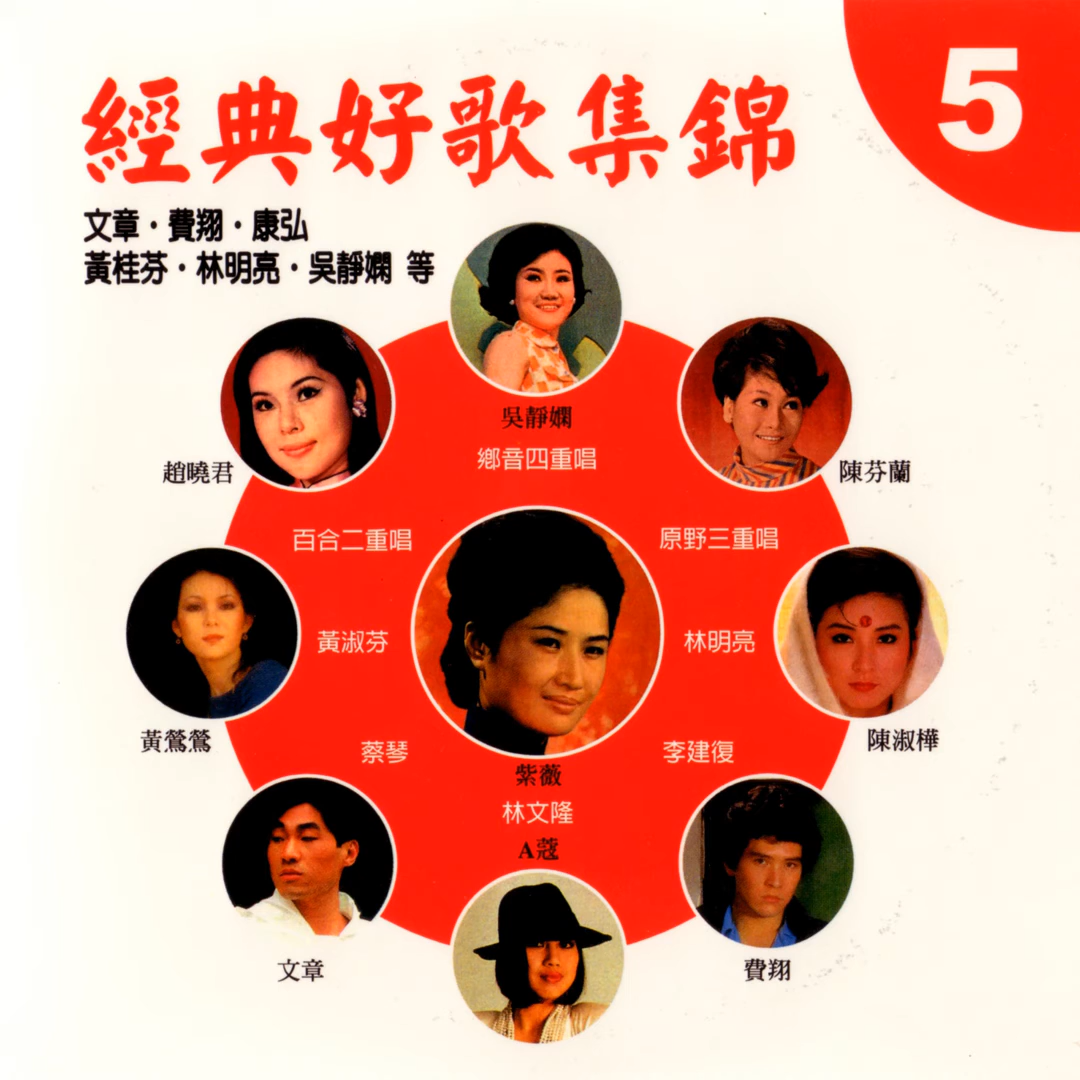 5
經典好歌集錦
文章・費翔・康弘
黃桂芬・林明亮・吳靜嫻 等
吳靜嫻
鄉音四重唱
趙曉君
陳芬蘭
百合二重唱
原野三重唱
黃淑芬
林明亮
黃鶯鶯
陳淑樺
蔡琴
李建復
紫薇
林文隆
A蔻
文章
費翔